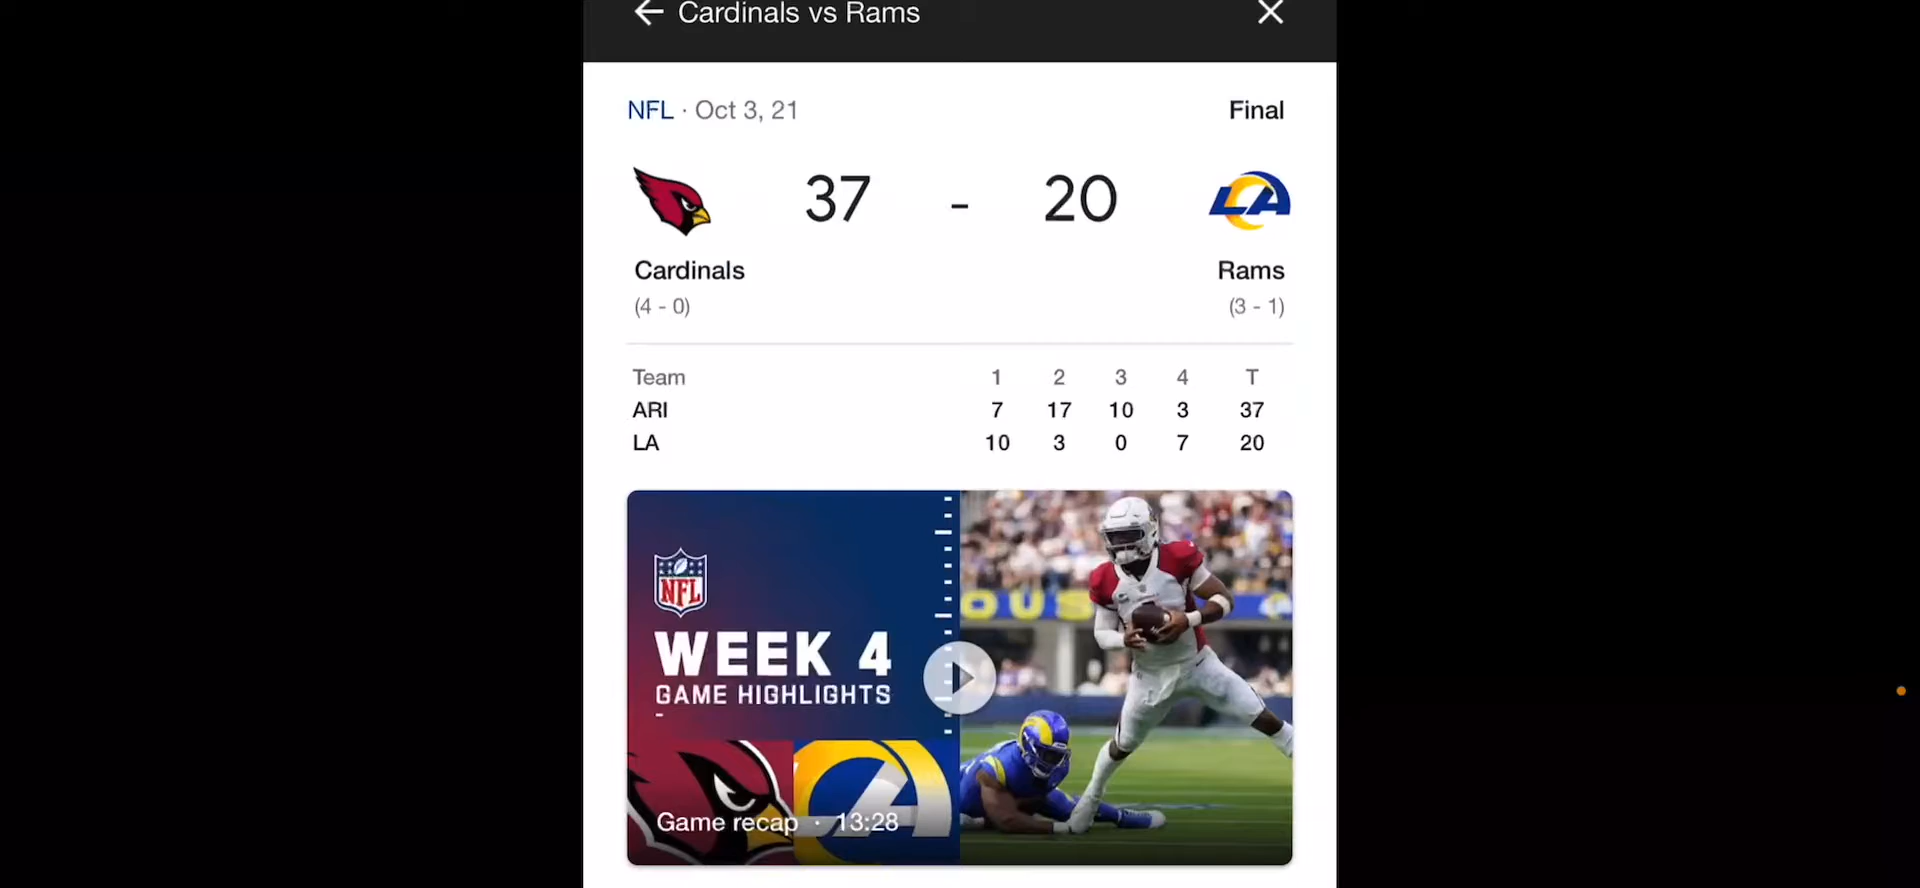 Cardinals vs Rams
NFL · Oct 3, 21 Final
37 - 20
LA
Cardinals Rams
(4 - 0) (3 - 1)
Team 1 2 3 4 T
ARI 7 17 10 3 37
LA 10 3 0 7 20
NFL
WEEK 4
GAME HIGHLIGHTS
OUS
Game recap · 13:28